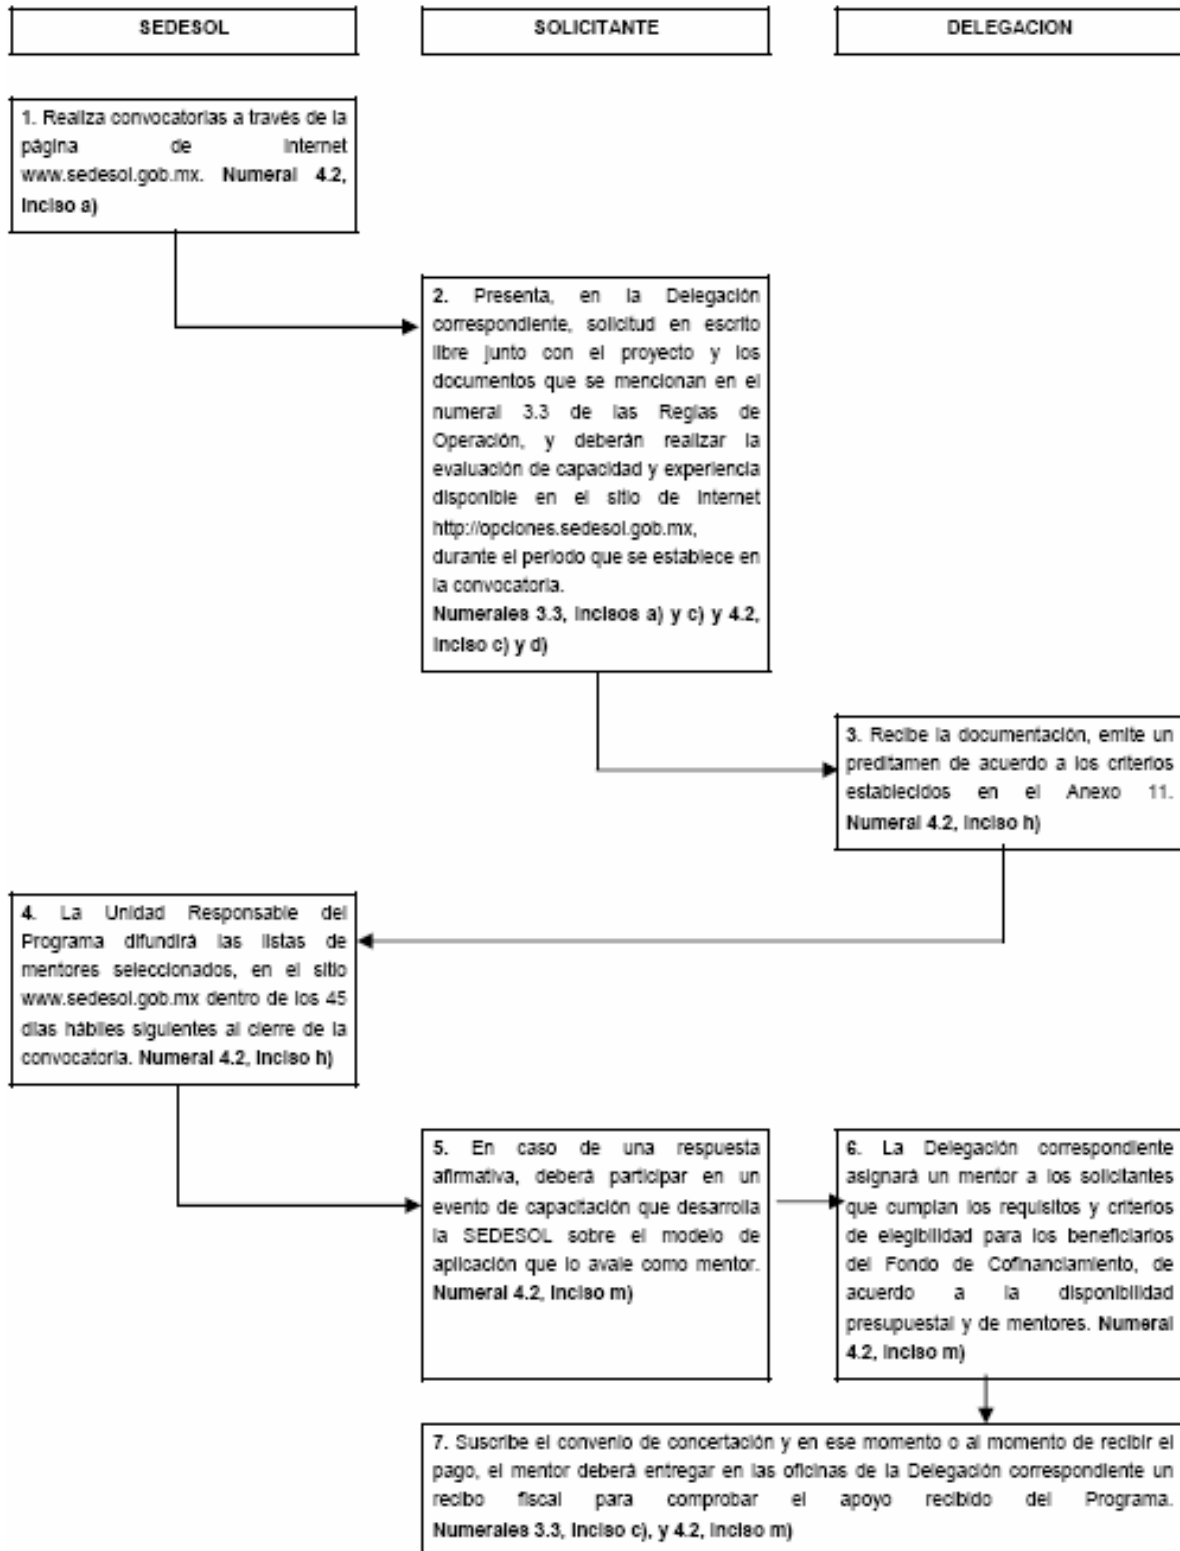 SEDESOL
SOLICITANTE
DELEGACION
1. Realiza convocatorias a través de la
página de Internet
www.sedesol.gob.mx. Numeral 4.2,
Inciso a)
2. Presenta, en la Delegación
correspondiente, solicitud en escrito
libre junto con el proyecto y los
documentos que se mencionan en el
numeral 3.3 de las Reglas de
Operación, y deberán realizar la
evaluación de capacidad y experiencia
disponible en el sitio de Internet
http://opciones.sedesol.gob.mx,
durante el periodo que se establece en
la convocatoria.
Numerales 3.3, Incisos a) y c) y 4.2,
Inciso c) y d)
3. Recibe la documentación, emite un
preditamen de acuerdo a los criterios
establecidos en el Anexo 11.
Numeral 4.2, Inciso h)
4. La Unidad Responsable del
Programa difundirá las listas de
mentores seleccionados, en el sitio
www.sedesol.gob.mx dentro de los 45
días hábiles siguientes al cierre de la
convocatoria. Numeral 4.2, Inciso h)
5. En caso de una respuesta
afirmativa, deberá participar en un
evento de capacitación que desarrolla
la SEDESOL sobre el modelo de
aplicación que lo avale como mentor.
Numeral 4.2, Inciso m)
6. La Delegación correspondiente
asignará un mentor a los solicitantes
que cumplan los requisitos y criterios
de elegibilidad para los beneficiarios
del Fondo de Cofinanciamiento, de
acuerdo a la disponibilidad
presupuestal y de mentores. Numeral
4.2, Inciso m)
7. Suscribe el convenio de concertación y en ese momento o al momento de recibir el
pago, el mentor deberá entregar en las oficinas de la Delegación correspondiente un
recibo fiscal para comprobar el apoyo recibido del Programa.
Numerales 3.3, Inciso c), y 4.2, Inciso m)